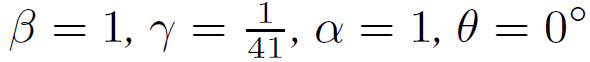 β = 1, γ = 1/41, α = 1, θ = 0°